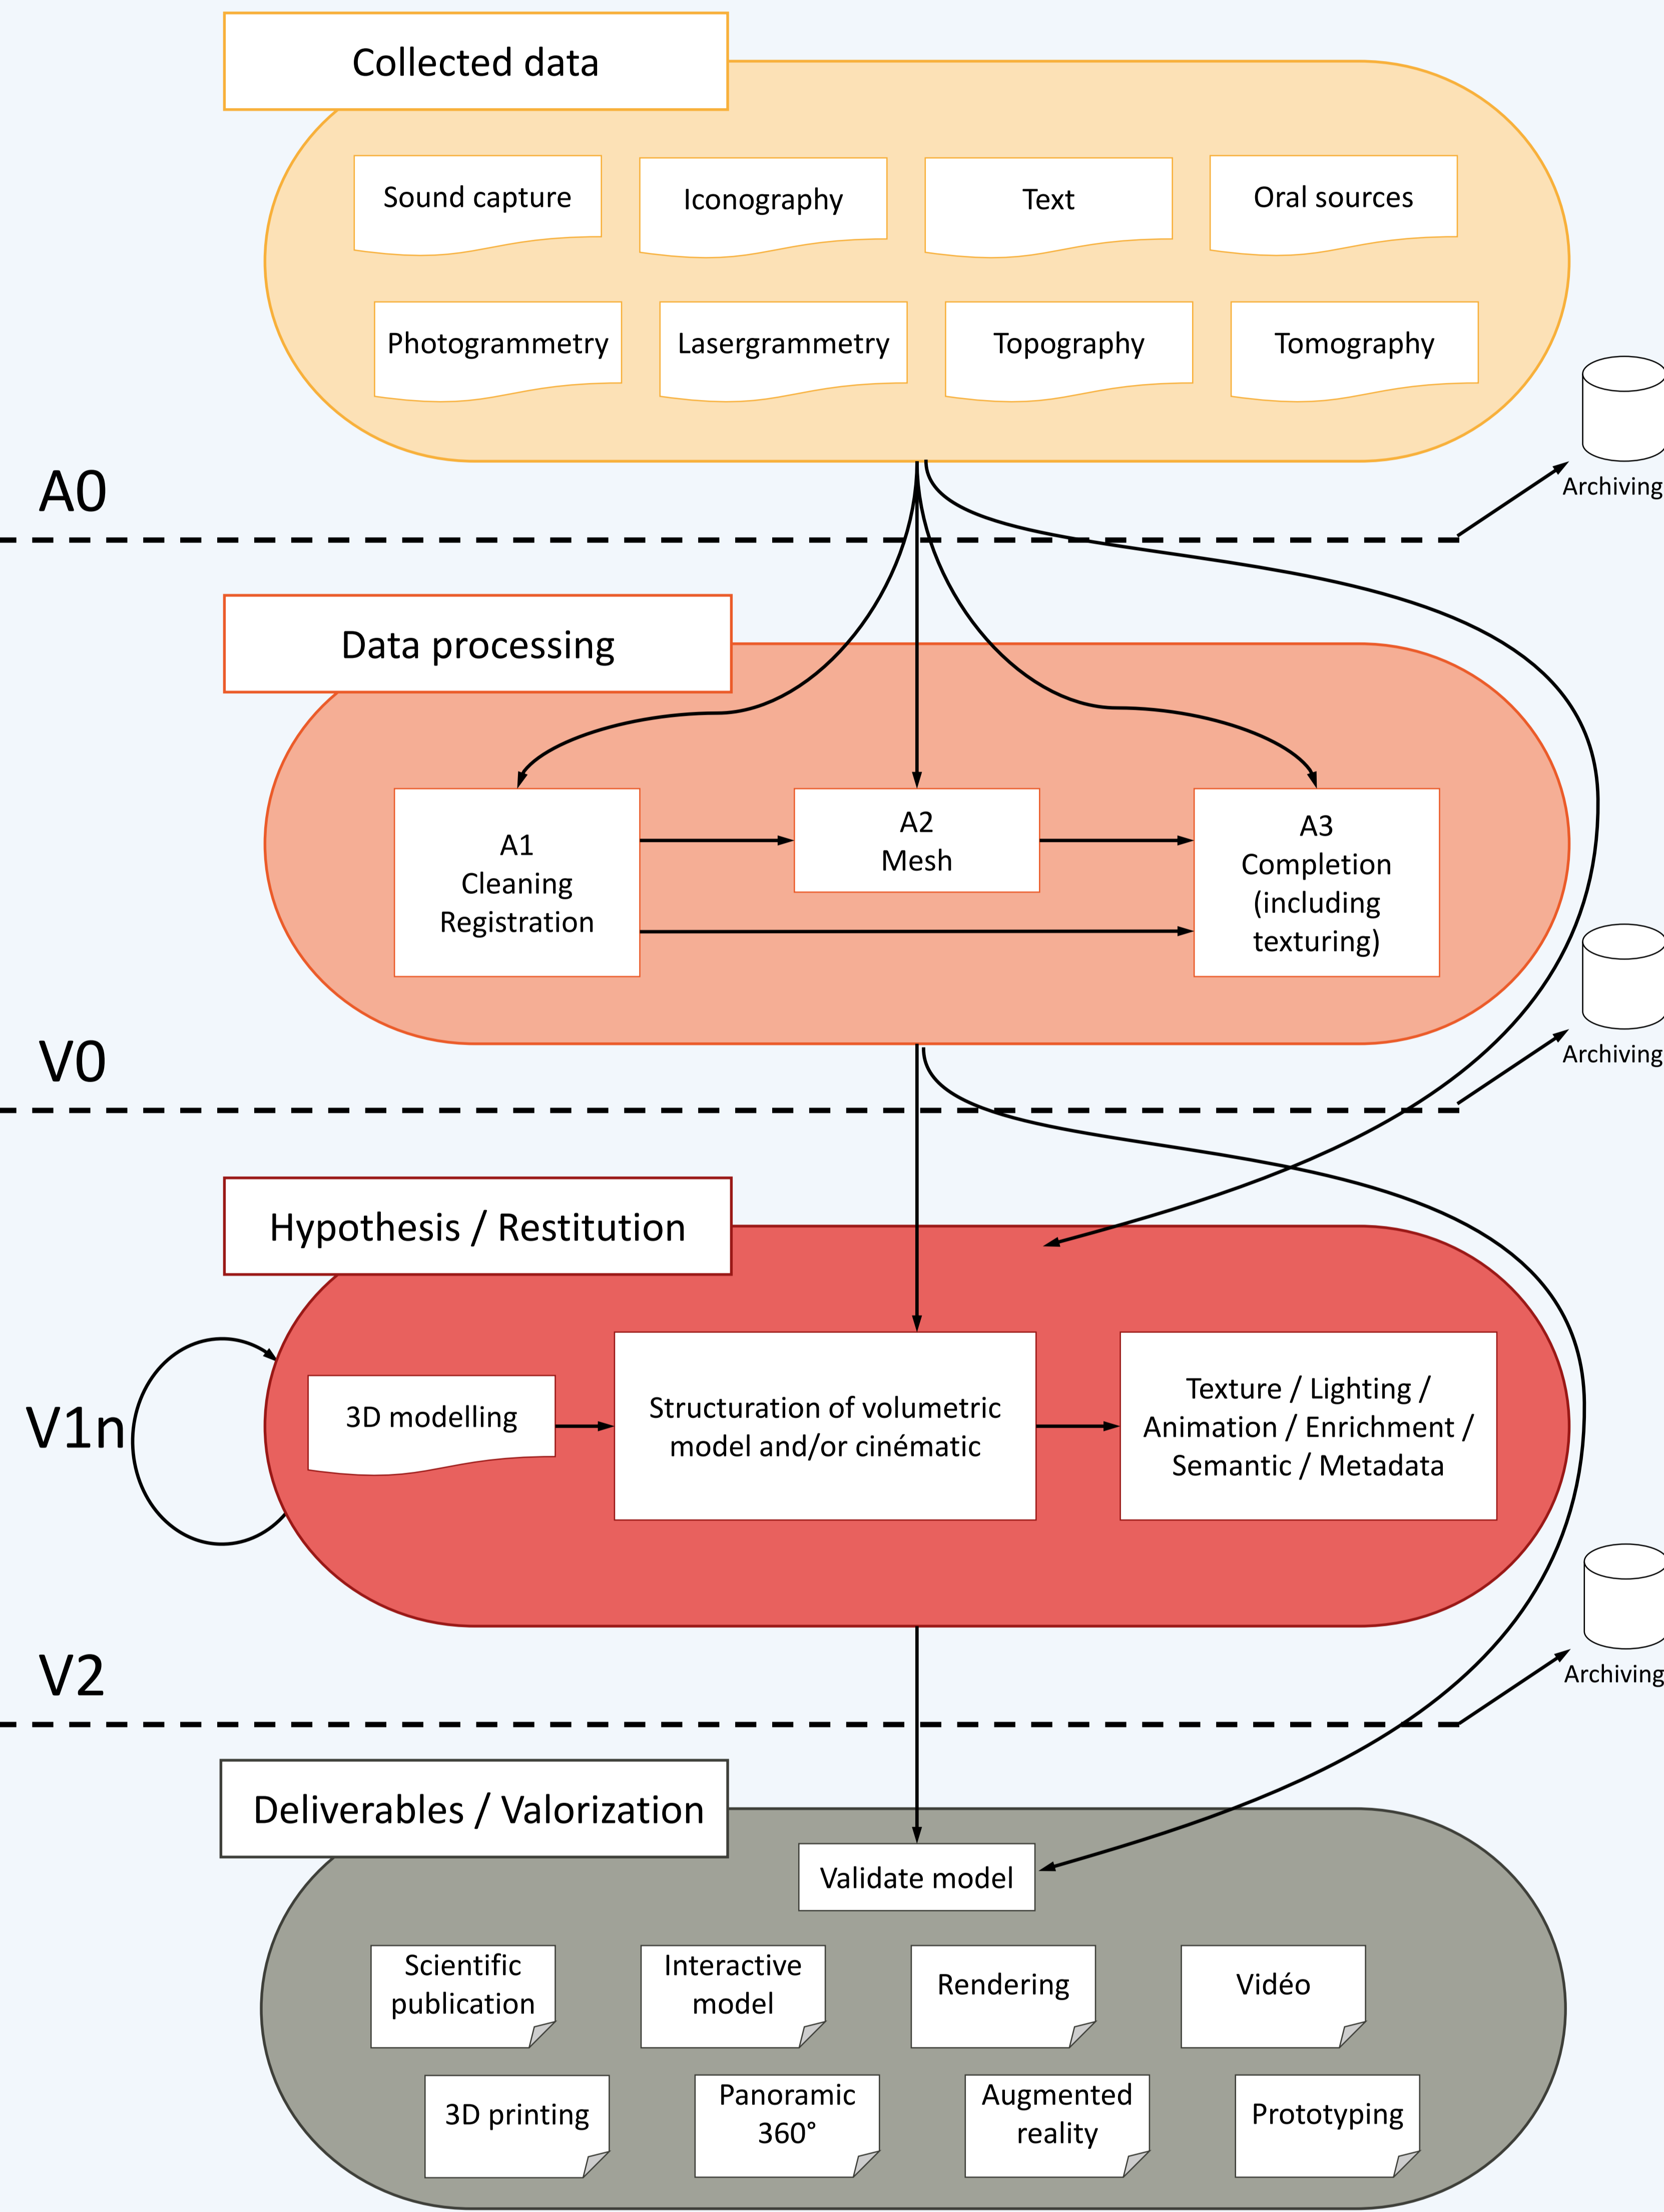 Collected data
Sound capture
Iconography
Text
Oral sources
Photogrammetry
Lasergrammetry
Topography
Tomography
Archiving
A0
Data processing
A1
Cleaning
Registration
A2
Mesh
A3
Completion
(including
texturing)
Archiving
V0
Hypothesis / Restitution
V1n
3D modelling
Structuration of volumetric
model and/or cinématic
Texture / Lighting /
Animation / Enrichment /
Semantic / Metadata
Archiving
V2
Deliverables / Valorization
Validate model
Scientific
publication
Interactive
model
Rendering
Vidéo
3D printing
Panoramic
360°
Augmented
reality
Prototyping